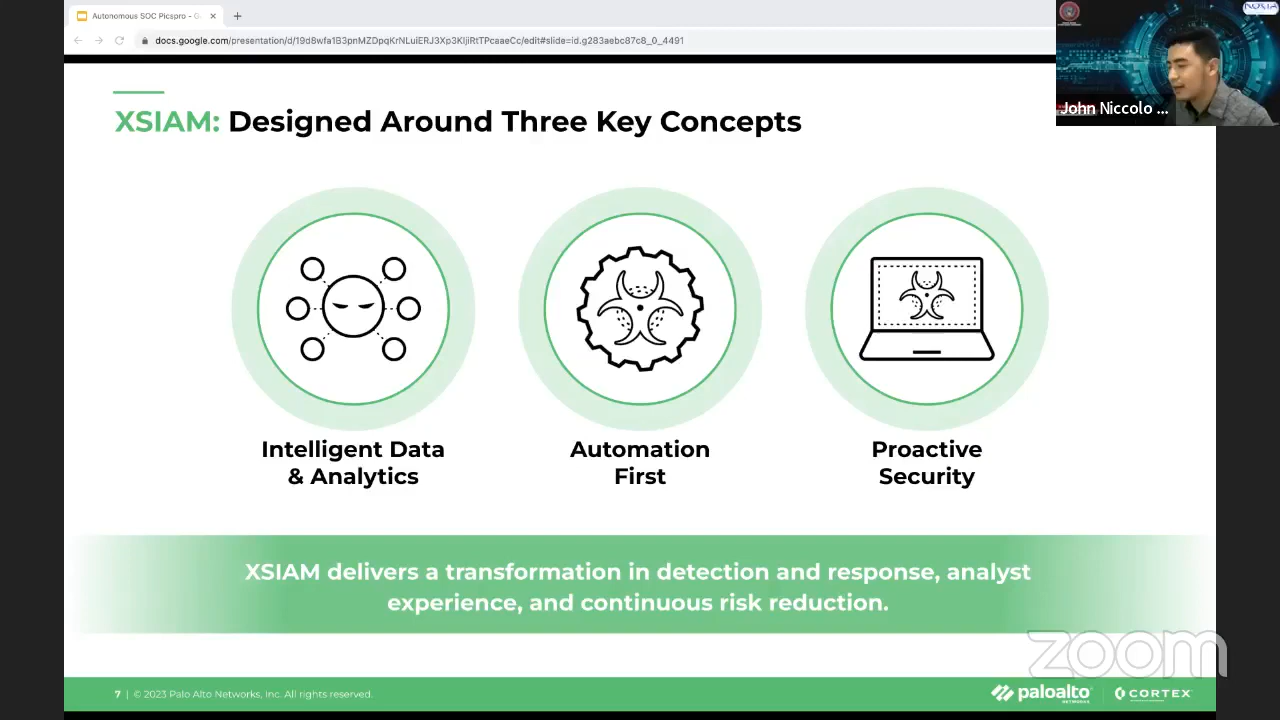 Autonomous SOC Picspro - G
docs.google.com/presentation/d/19d8wfa1B3pnMZDpqKrNLuiERJ3Xp3KljiRtTPcaaeCc/edit#slide=id.g283aebc87c8_0_4491
John Niccolo ...
XSIAM: Designed Around Three Key Concepts
Intelligent Data
& Analytics
Automation
First
Proactive
Security
XSIAM delivers a transformation in detection and response, analyst
experience, and continuous risk reduction.
zoom
7 | © 2023 Palo Alto Networks, Inc. All rights reserved.
paloalto
NETWORKS
CORTEX